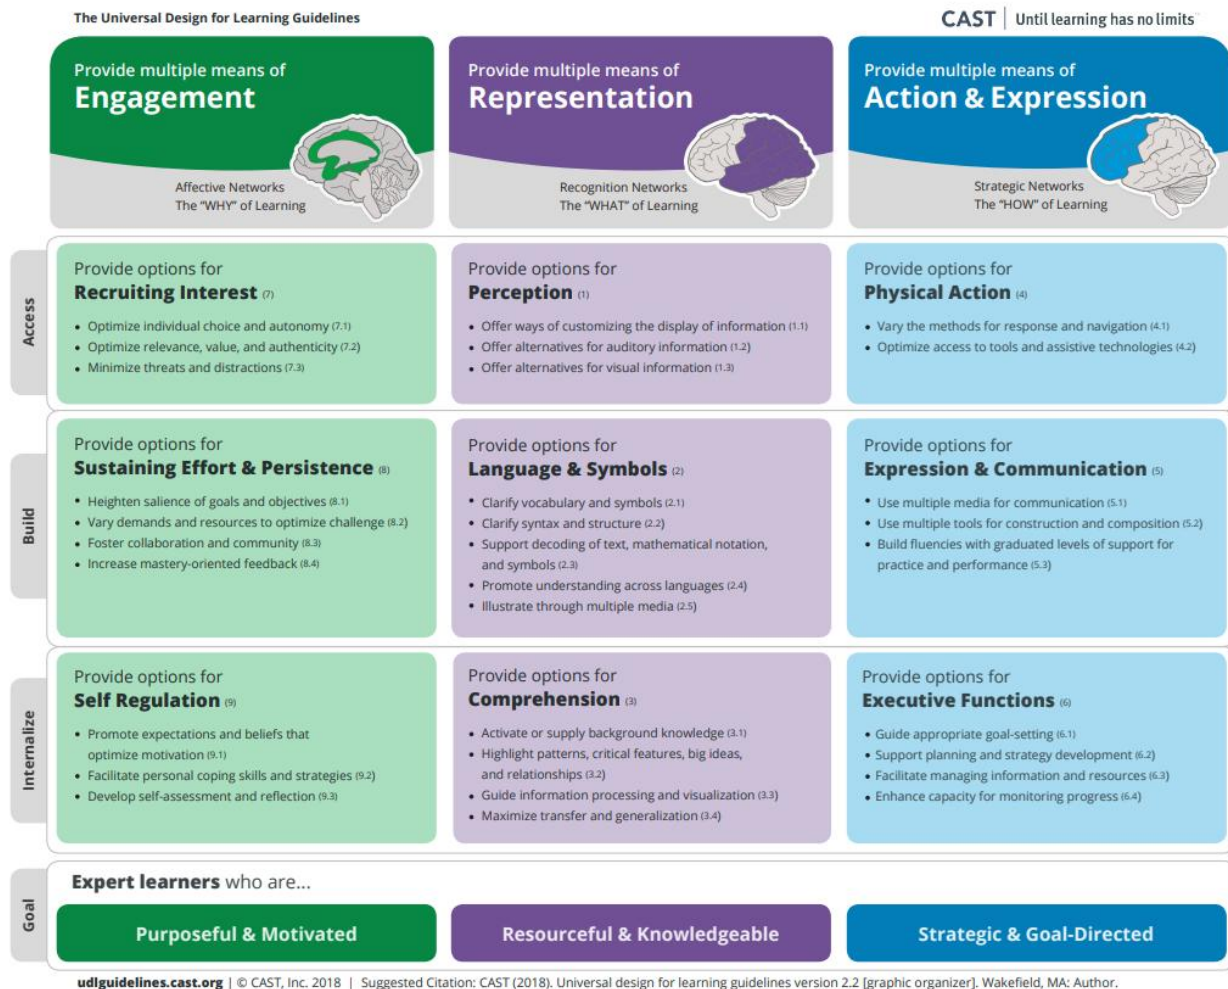 The Universal Design for Learning Guidelines
CAST | Until learning has no limits
Provide multiple means of
Engagement
Affective Networks
The "WHY" of Learning
Provide multiple means of
Representation
Recognition Networks
The "WHAT" of Learning
Provide multiple means of
Action & Expression
Strategic Networks
The "HOW" of Learning
Access
Provide options for
Recruiting Interest (7)
• Optimize individual choice and autonomy (7.1)
• Optimize relevance, value, and authenticity (7.2)
• Minimize threats and distractions (7.3)
Provide options for
Perception (1)
• Offer ways of customizing the display of information (1.1)
• Offer alternatives for auditory information (1.2)
• Offer alternatives for visual information (1.3)
Provide options for
Physical Action (4)
• Vary the methods for response and navigation (4.1)
• Optimize access to tools and assistive technologies (4.2)
Build
Provide options for
Sustaining Effort & Persistence (8)
• Heighten salience of goals and objectives (8.1)
• Vary demands and resources to optimize challenge (8.2)
• Foster collaboration and community (8.3)
• Increase mastery-oriented feedback (8.4)
Provide options for
Language & Symbols (2)
• Clarify vocabulary and symbols (2.1)
• Clarify syntax and structure (2.2)
• Support decoding of text, mathematical notation,
and symbols (2.3)
• Promote understanding across languages (2.4)
• Illustrate through multiple media (2.5)
Provide options for
Expression & Communication (5)
• Use multiple media for communication (5.1)
• Use multiple tools for construction and composition (5.2)
• Build fluencies with graduated levels of support for
practice and performance (5.3)
Internalize
Provide options for
Self Regulation (9)
• Promote expectations and beliefs that
optimize motivation (9.1)
• Facilitate personal coping skills and strategies (9.2)
• Develop self-assessment and reflection (9.3)
Provide options for
Comprehension (3)
• Activate or supply background knowledge (3.1)
• Highlight patterns, critical features, big ideas,
and relationships (3.2)
• Guide information processing and visualization (3.3)
• Maximize transfer and generalization (3.4)
Provide options for
Executive Functions (6)
• Guide appropriate goal-setting (6.1)
• Support planning and strategy development (6.2)
• Facilitate managing information and resources (6.3)
• Enhance capacity for monitoring progress (6.4)
Goal
Expert learners who are...
Purposeful & Motivated
Resourceful & Knowledgeable
Strategic & Goal-Directed
udlguidelines.cast.org | © CAST, Inc. 2018 | Suggested Citation: CAST (2018). Universal design for learning guidelines version 2.2 [graphic organizer]. Wakefield, MA: Author.